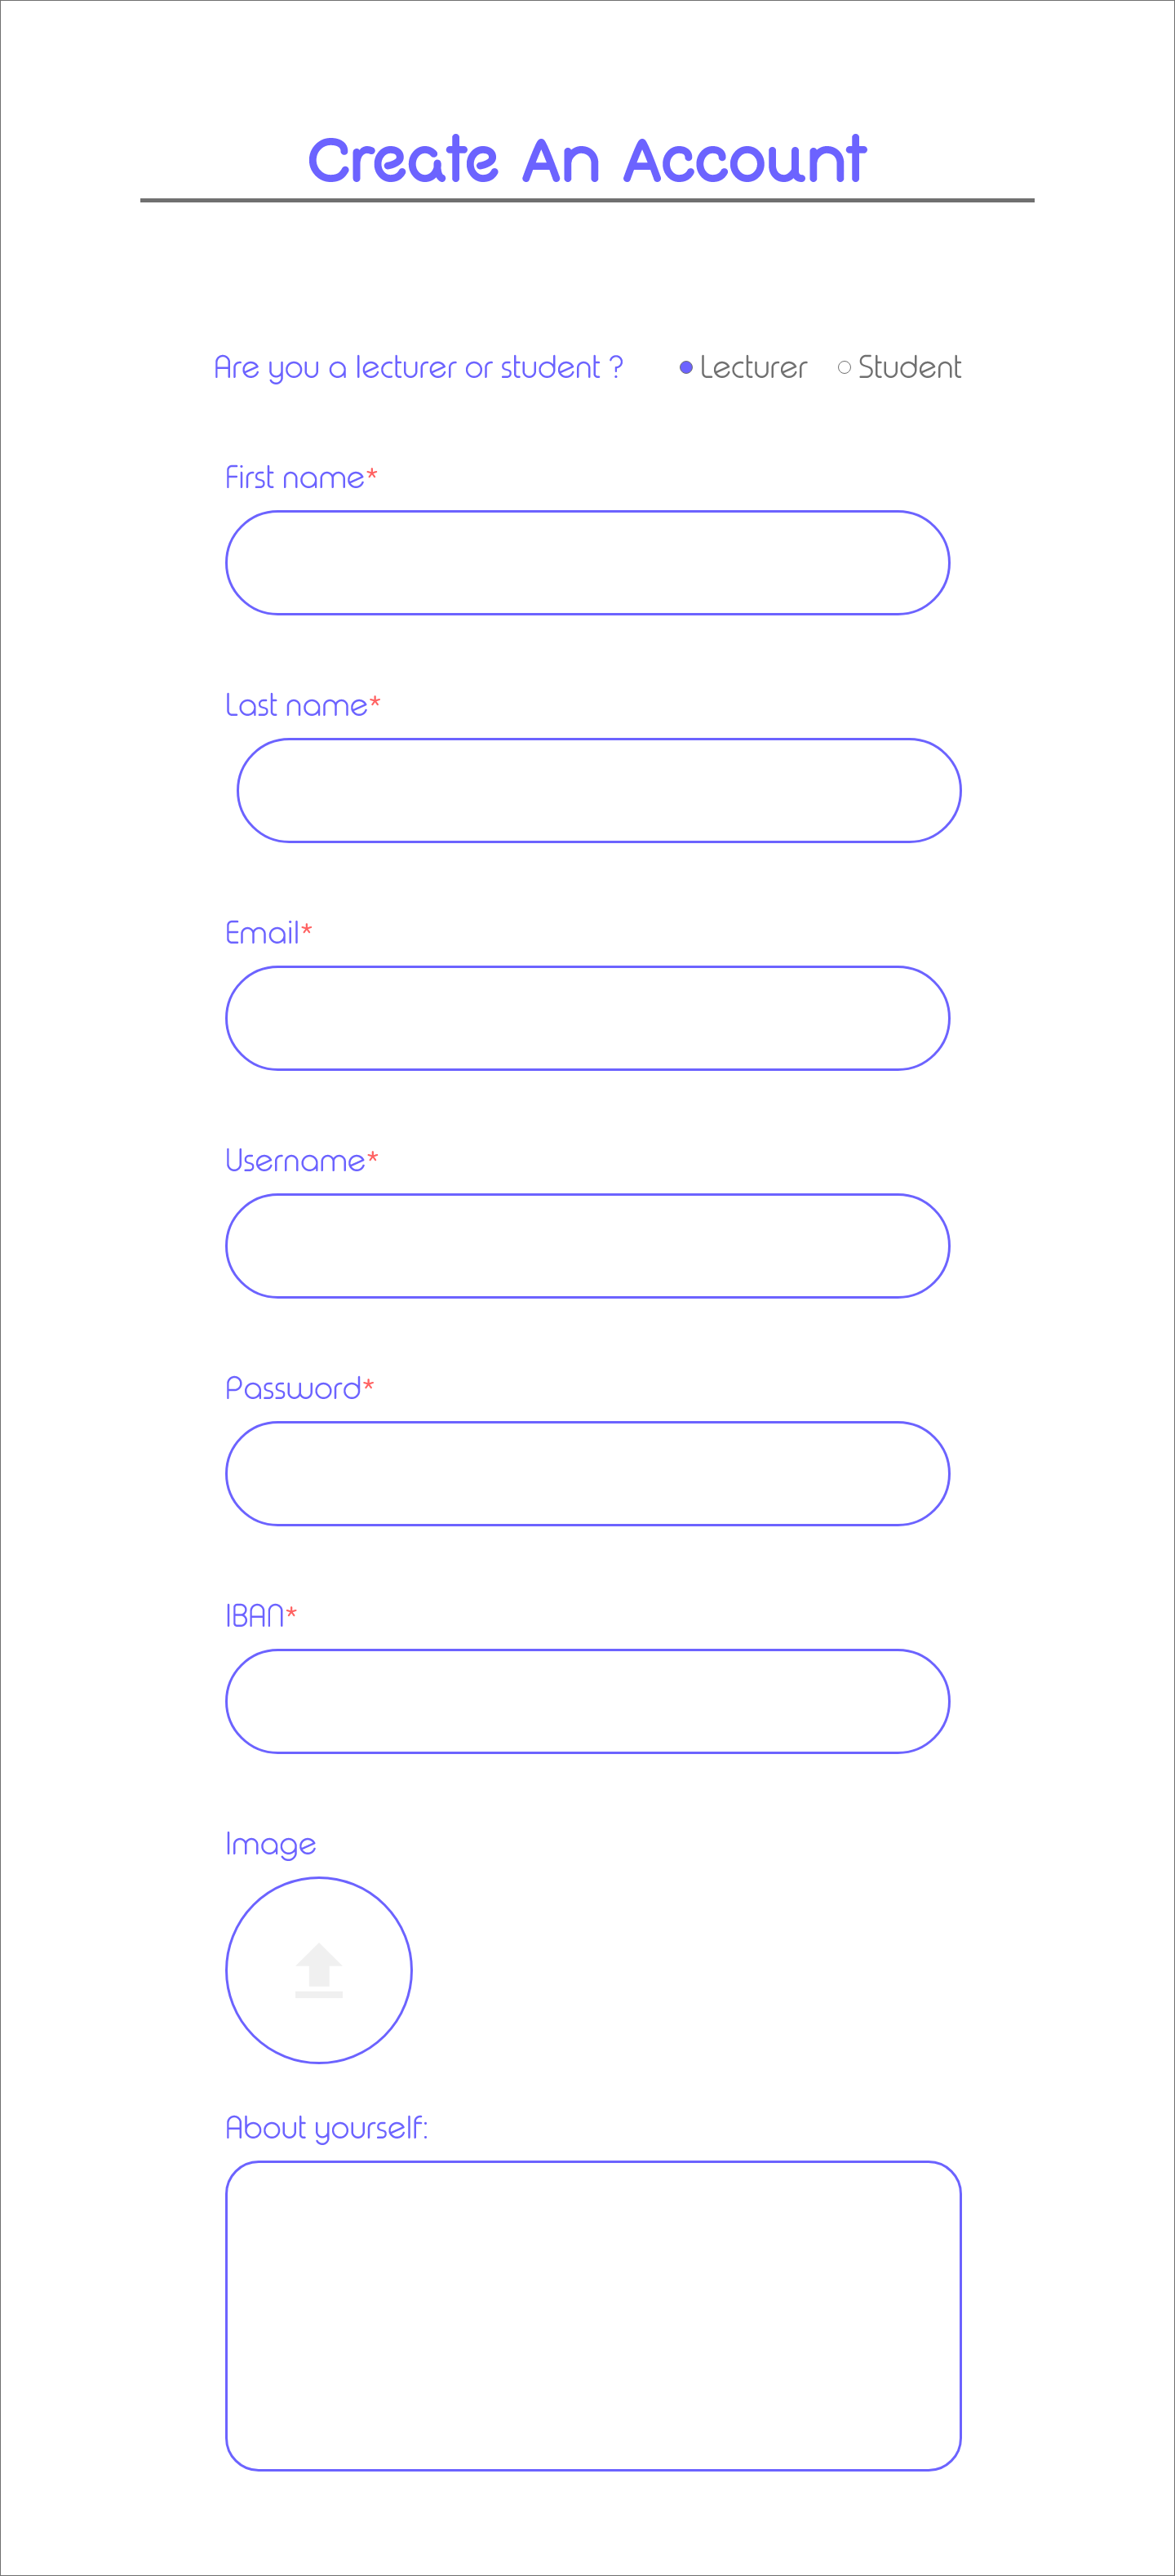 Create An Account
Are you a lecturer or student ? Lecturer Student
First name*
Last name*
Email*
Username*
Password*
IBAN*
Image
About yourself: